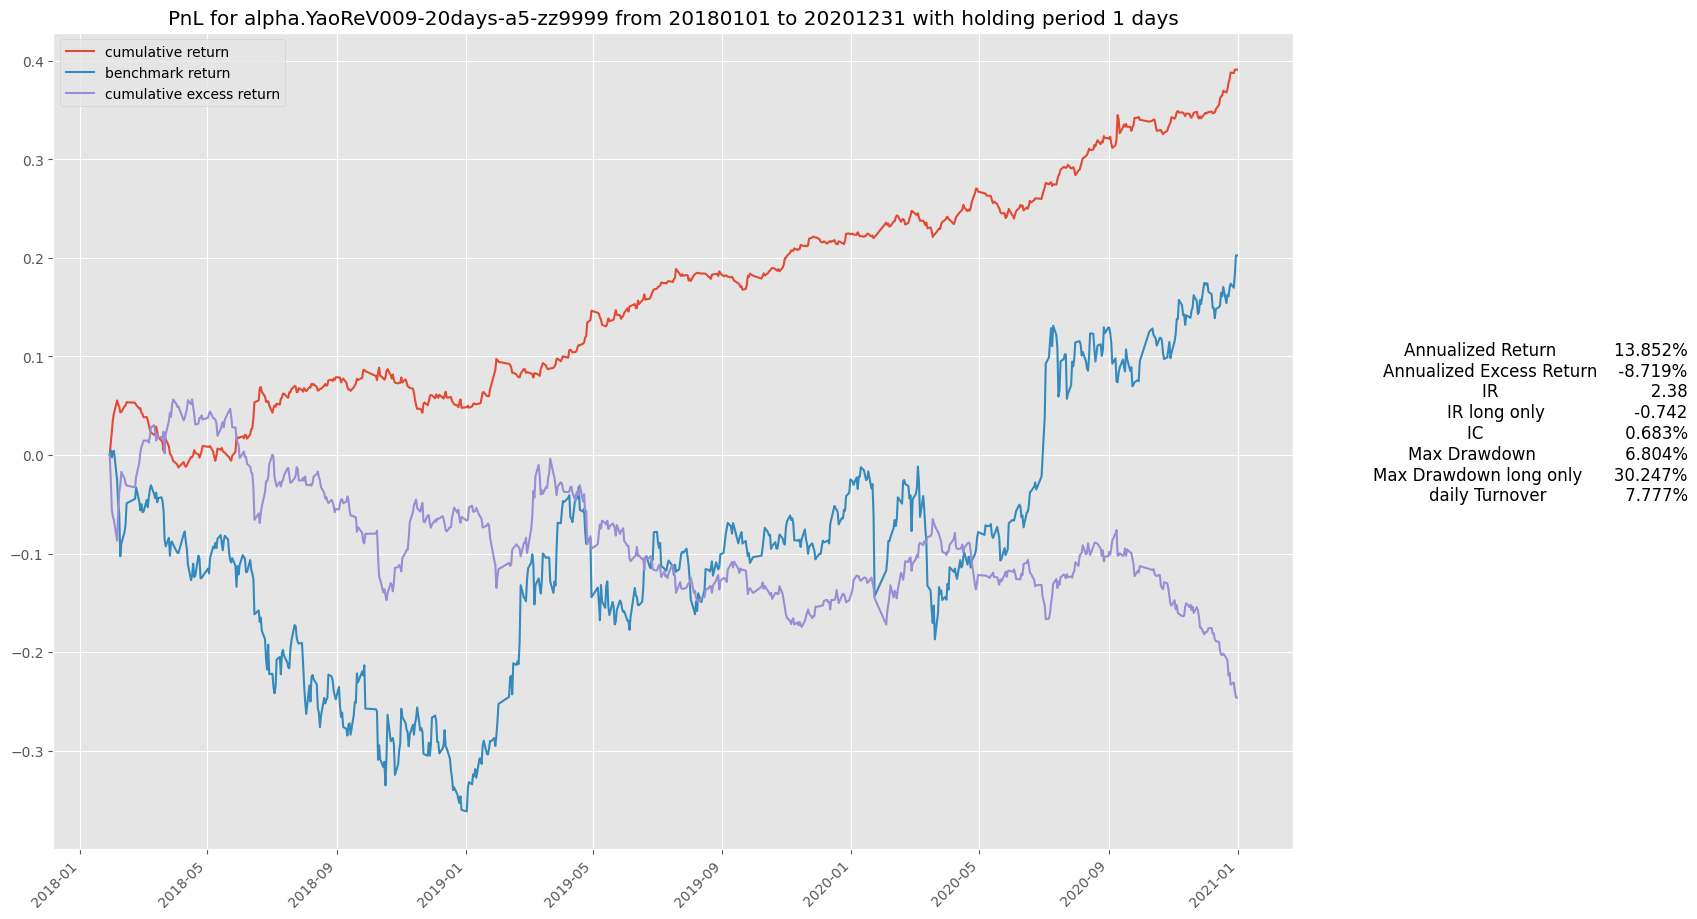 PnL for alpha.YaoReV009-20days-a5-zz9999 from 20180101 to 20201231 with holding period 1 days
cumulative return
benchmark return
cumulative excess return
0.4
0.3
0.2
0.1
0.0
−0.1
−0.2
−0.3
2018-01
2018-05
2018-09
2019-01
2019-05
2019-09
2020-01
2020-05
2020-09
2021-01
Annualized Return 13.852%
Annualized Excess Return -8.719%
IR 2.38
IR long only -0.742
IC 0.683%
Max Drawdown 6.804%
Max Drawdown long only 30.247%
daily Turnover 7.777%